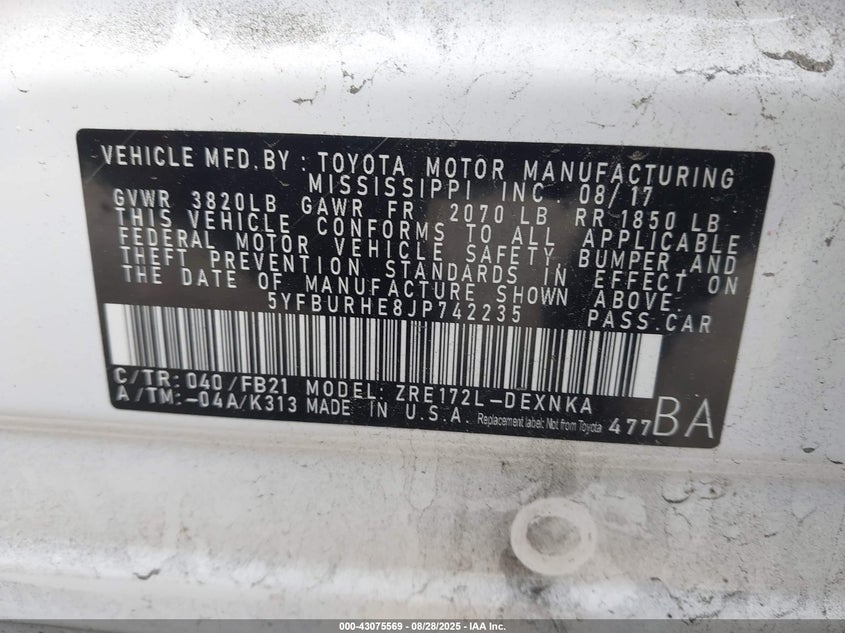 VEHICLE MFD.BY : TOYOTA MOTOR MANUFACTURING
MISSISSIPPI INC. 08/17
GVWR 3820LB GAWR FR 2070 LB RR 1850 LB
THIS VEHICLE CONFORMS TO ALL APPLICABLE
FEDERAL MOTOR VEHICLE SAFETY, BUMPER AND
THEFT PREVENTION STANDARDS IN EFFECT ON
THE DATE OF MANUFACTURE SHOWN ABOVE.
5YFBURHE8JP742235 PASS.CAR
C/TR: 040/FB21 MODEL: ZRE172L-DEXNKA
A/TM:-04A/K313 MADE IN U.S.A. Replacement label: Not from Toyota 477 BA
000-43075569 | 08/28/2025 | IAA Inc.